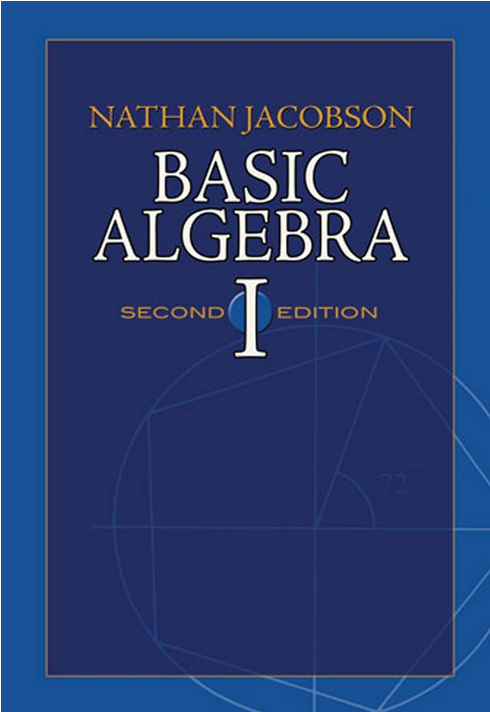 NATHAN JACOBSON
BASIC
ALGEBRA
I
SECOND EDITION
72°